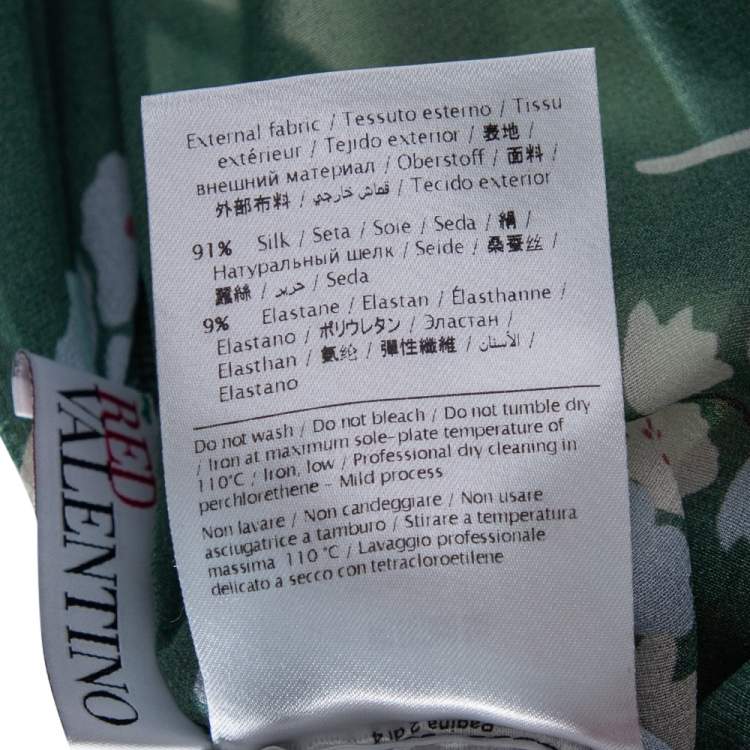 External fabric / Tessuto esterno / Tissu
extérieur / Tejido exterior / 表地 /
внешний материал / Oberstoff / 面料 /
外部布料 / قماش خارجي / Tecido exterior
91% Silk / Seta / Soie / Seda / 絹 /
Натуральный шелк / Seide / 桑蚕丝 /
蠶絲 / حرير / Seda
9% Elastane / Elastan / Élasthanne /
Elastano / ポリウレタン / Эластан /
Elasthan / 氨纶 / 彈性纖維 / الأستان /
Elastano
Do not wash / Do not bleach / Do not tumble dry
/ Iron at maximum sole-plate temperature of
110°C / Iron, low / Professional dry cleaning in
perchlorethene - Mild process
Non lavare / Non candeggiare / Non usare
asciugatrice a tamburo / Stirare a temperatura
massima 110 °C / Lavaggio professionale
delicato a secco con tetracloroetilene
RED
VALENTINO
Pagina 2 di 4